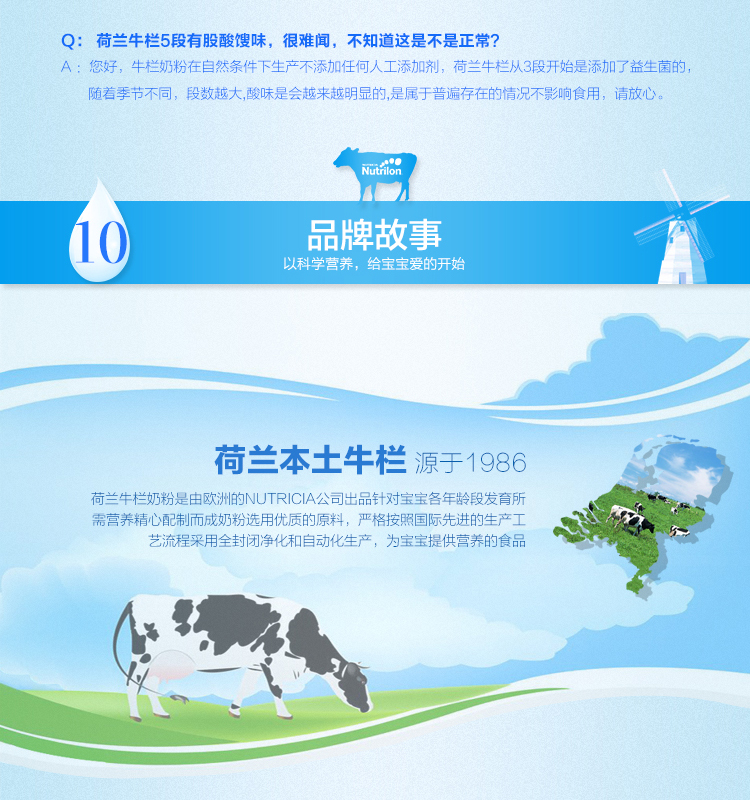 Q： 荷兰牛栏5段有股酸馊味，很难闻，不知道这是不是正常？
A： 您好，牛栏奶粉在自然条件下生产不添加任何人工添加剂，荷兰牛栏从3段开始是添加了益生菌的，
随着季节不同，段数越大,酸味是会越来越明显的,是属于普遍存在的情况不影响食用，请放心。
Nutrilon
10
品牌故事
以科学营养，给宝宝爱的开始
荷兰本土牛栏 源于1986
荷兰牛栏奶粉是由欧洲的NUTRICIA公司出品针对宝宝各年龄段发育所
需营养精心配制而成奶粉选用优质的原料，严格按照国际先进的生产工
艺流程采用全封闭净化和自动化生产，为宝宝提供营养的食品